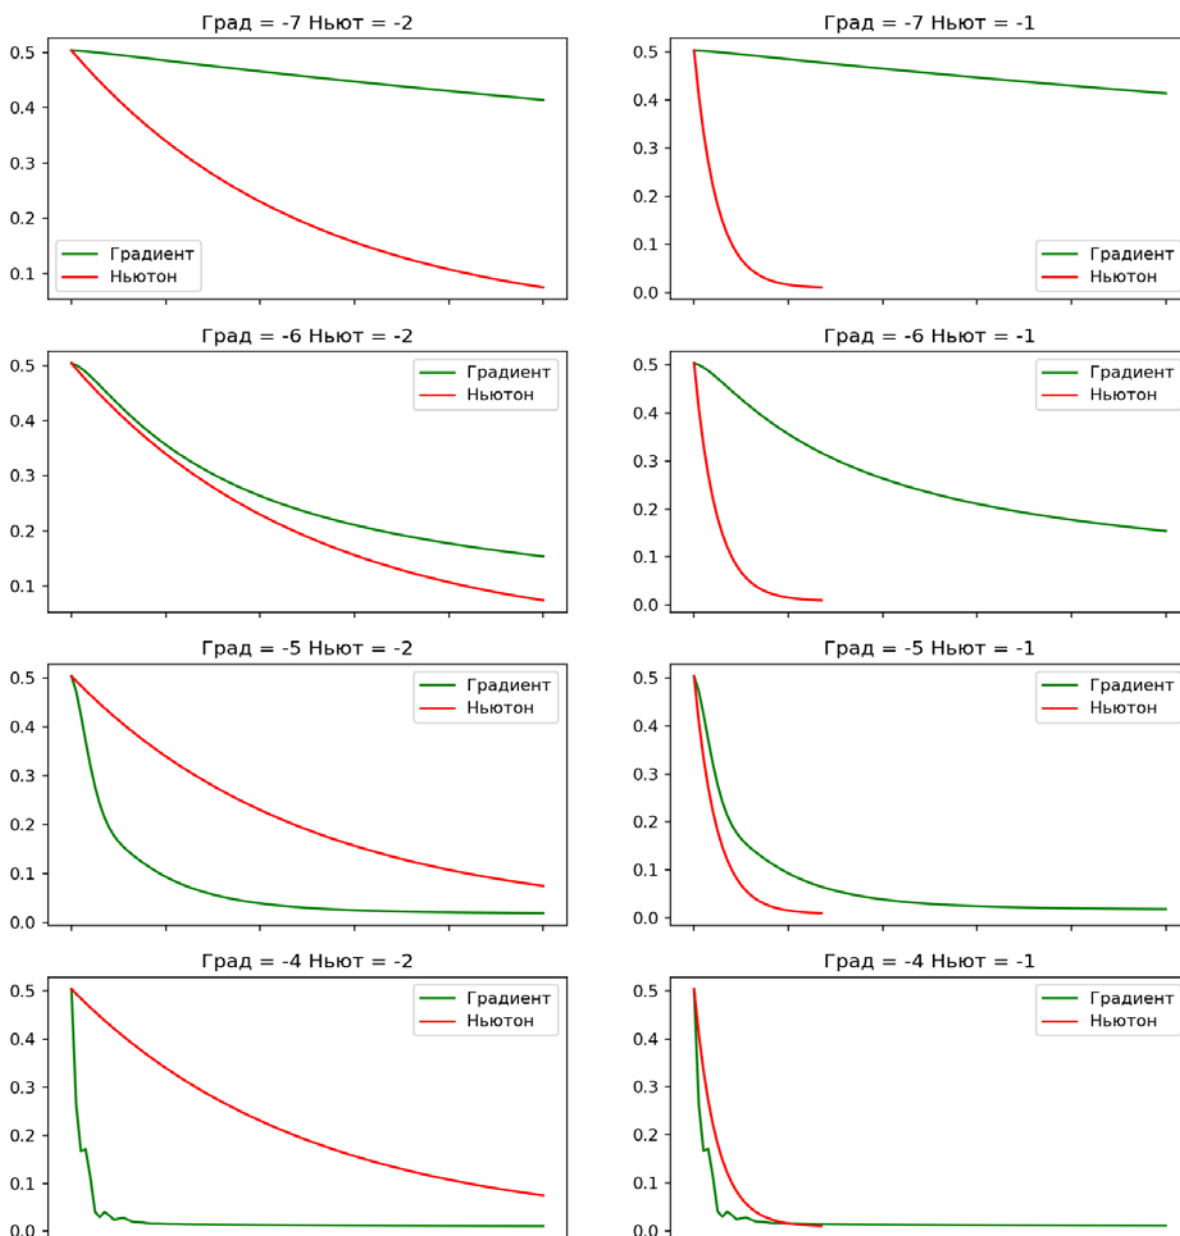 Град = -7 Ньют = -2
0.5
0.4
0.3
0.2
0.1
Градиент
Ньютон
Град = -7 Ньют = -1
0.5
0.4
0.3
0.2
0.1
0.0
Градиент
Ньютон
Град = -6 Ньют = -2
0.5
0.4
0.3
0.2
0.1
Градиент
Ньютон
Град = -6 Ньют = -1
0.5
0.4
0.3
0.2
0.1
0.0
Градиент
Ньютон
Град = -5 Ньют = -2
0.5
0.4
0.3
0.2
0.1
0.0
Градиент
Ньютон
Град = -5 Ньют = -1
0.5
0.4
0.3
0.2
0.1
0.0
Градиент
Ньютон
Град = -4 Ньют = -2
0.5
0.4
0.3
0.2
0.1
0.0
Градиент
Ньютон
Град = -4 Ньют = -1
0.5
0.4
0.3
0.2
0.1
0.0
Градиент
Ньютон